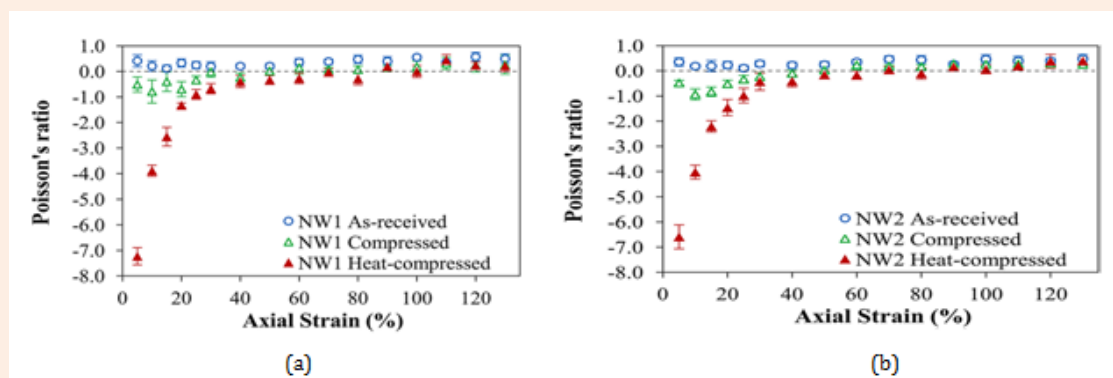 1.0
0.0
-1.0
-2.0
-3.0
-4.0
-5.0
-6.0
-7.0
-8.0
Poisson's ratio
NW1 As-received
NW1 Compressed
NW1 Heat-compressed
0 20 40 60 80 100 120
Axial Strain (%)
(a)
1.0
0.0
-1.0
-2.0
-3.0
-4.0
-5.0
-6.0
-7.0
-8.0
Poisson's ratio
NW2 As-received
NW2 Compressed
NW2 Heat-compressed
0 20 40 60 80 100 120
Axial Strain (%)
(b)